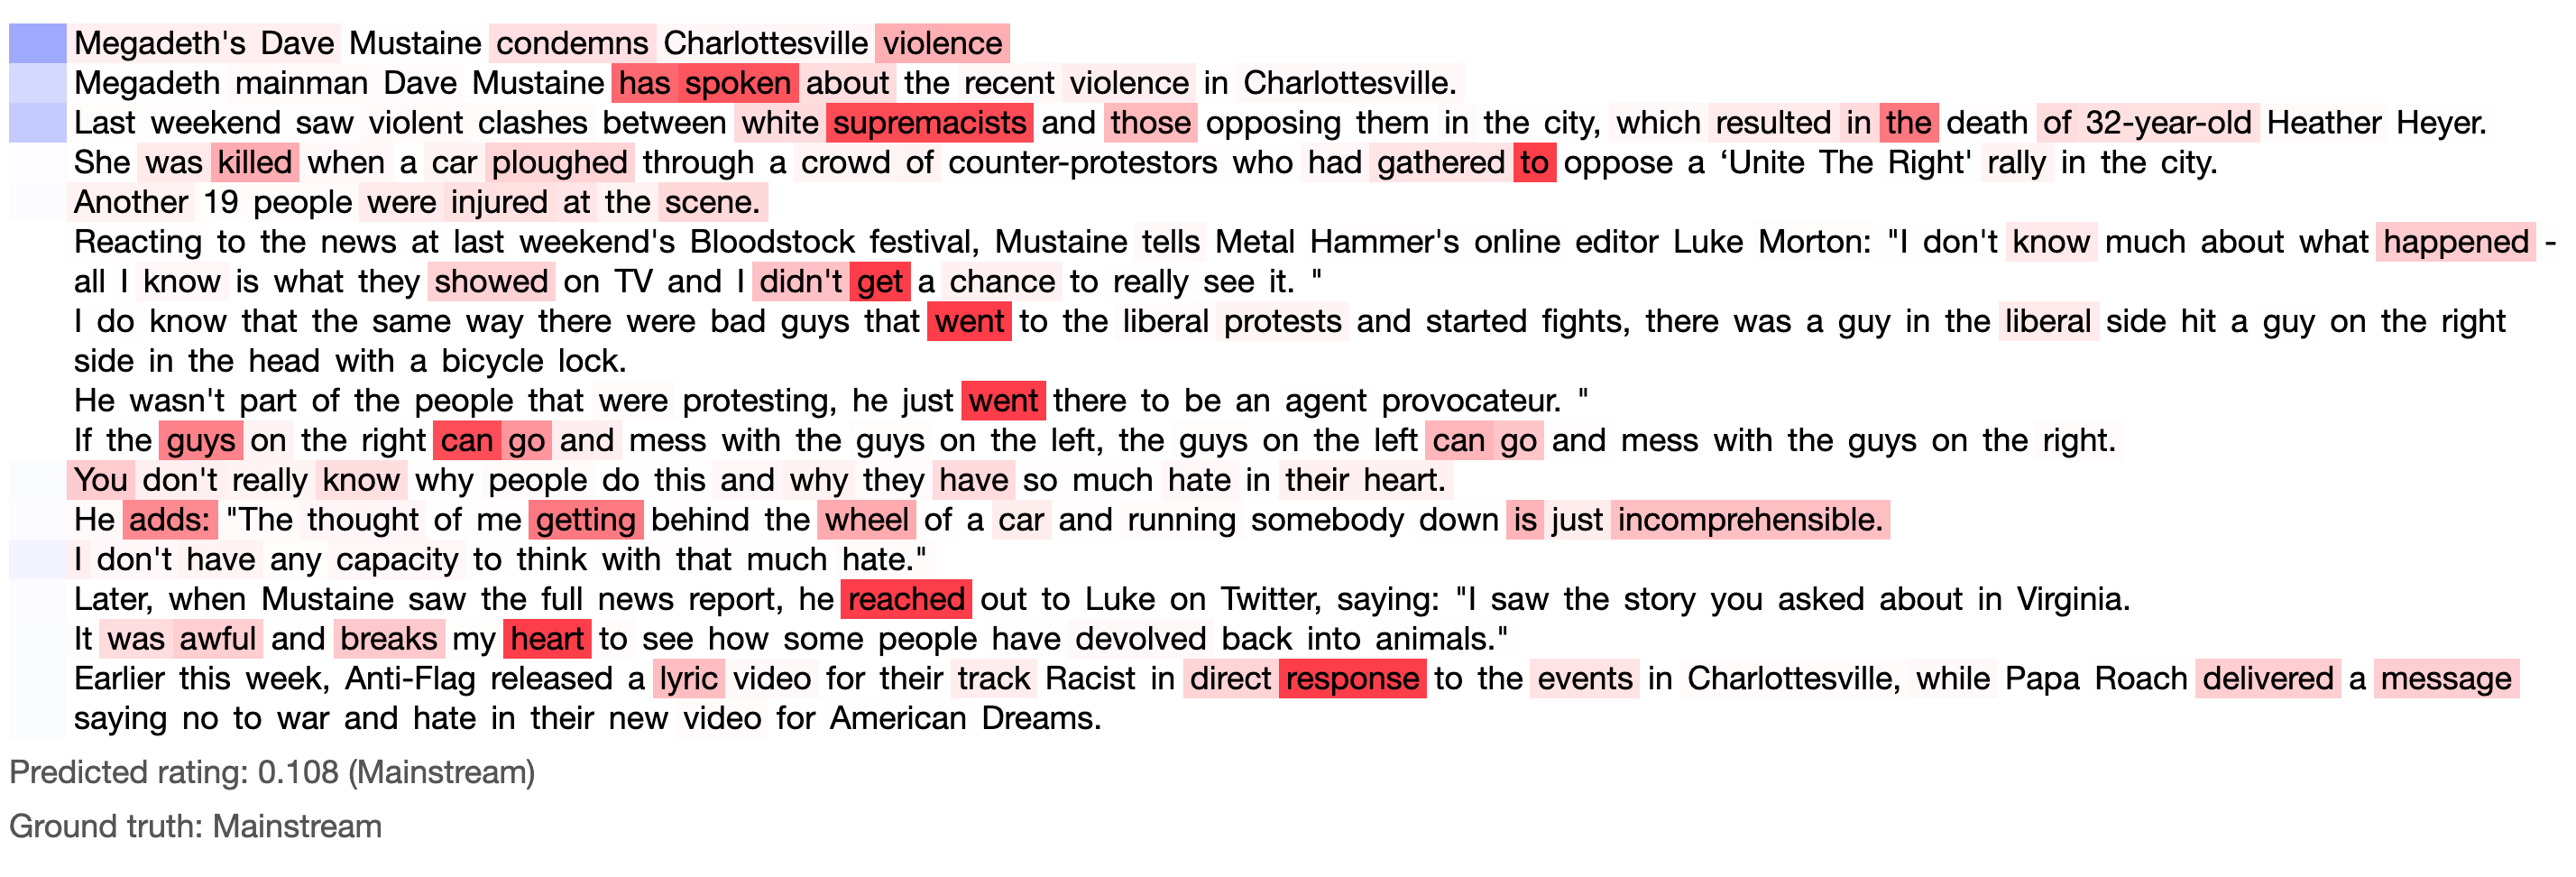 Megadeth's Dave Mustaine condemns Charlottesville violence
Megadeth mainman Dave Mustaine has spoken about the recent violence in Charlottesville.
Last weekend saw violent clashes between white supremacists and those opposing them in the city, which resulted in the death of 32-year-old Heather Heyer.
She was killed when a car ploughed through a crowd of counter-protestors who had gathered to oppose a ‘Unite The Right' rally in the city.
Another 19 people were injured at the scene.
Reacting to the news at last weekend's Bloodstock festival, Mustaine tells Metal Hammer's online editor Luke Morton: "I don't know much about what happened -
all I know is what they showed on TV and I didn't get a chance to really see it. "
I do know that the same way there were bad guys that went to the liberal protests and started fights, there was a guy in the liberal side hit a guy on the right
side in the head with a bicycle lock.
He wasn't part of the people that were protesting, he just went there to be an agent provocateur. "
If the guys on the right can go and mess with the guys on the left, the guys on the left can go and mess with the guys on the right.
You don't really know why people do this and why they have so much hate in their heart.
He adds: "The thought of me getting behind the wheel of a car and running somebody down is just incomprehensible.
I don't have any capacity to think with that much hate."
Later, when Mustaine saw the full news report, he reached out to Luke on Twitter, saying: "I saw the story you asked about in Virginia.
It was awful and breaks my heart to see how some people have devolved back into animals."
Earlier this week, Anti-Flag released a lyric video for their track Racist in direct response to the events in Charlottesville, while Papa Roach delivered a message
saying no to war and hate in their new video for American Dreams.
Predicted rating: 0.108 (Mainstream)
Ground truth: Mainstream